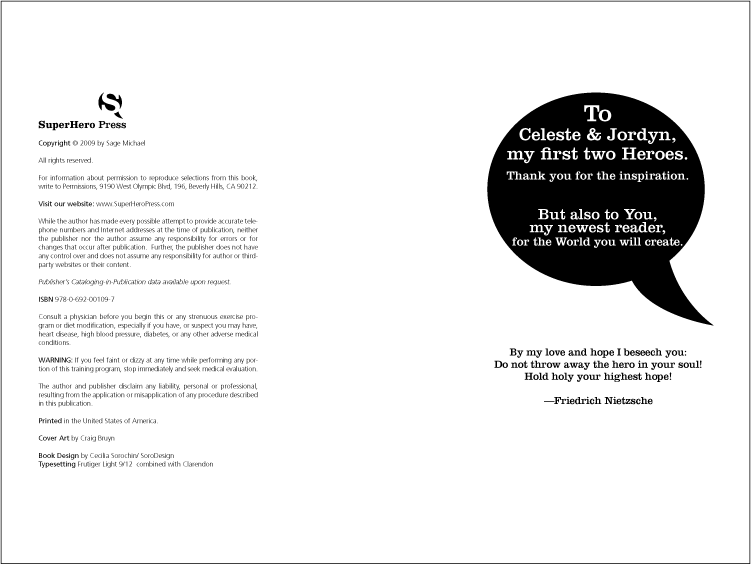 S
SuperHero Press
Copyright © 2009 by Sage Michael
All rights reserved.
For information about permission to reproduce selections from this book,
write to Permissions, 9190 West Olympic Blvd, 196, Beverly Hills, CA 90212.
Visit our website: www.SuperHeroPress.com
While the author has made every possible attempt to provide accurate tele-
phone numbers and Internet addresses at the time of publication, neither
the publisher nor the author assume any responsibility for errors or for
changes that occur after publication. Further, the publisher does not have
any control over and does not assume any responsibility for author or third-
party websites or their content.
Publisher's Cataloging-in-Publication data available upon request.
ISBN 978-0-692-00109-7
Consult a physician before you begin this or any strenuous exercise pro-
gram or diet modification, especially if you have, or suspect you may have,
heart disease, high blood pressure, diabetes, or any other adverse medical
conditions.
WARNING: If you feel faint or dizzy at any time while performing any por-
tion of this training program, stop immediately and seek medical evaluation.
The author and publisher disclaim any liability, personal or professional,
resulting from the application or misapplication of any procedure described
in this publication.
Printed in the United States of America.
Cover Art by Craig Bruyn
Book Design by Cecilia Sorochin/ SoroDesign
Typesetting Frutiger Light 9/12 combined with Clarendon
To
Celeste & Jordyn,
my first two Heroes.
Thank you for the inspiration.
But also to You,
my newest reader,
for the World you will create.
By my love and hope I beseech you:
Do not throw away the hero in your soul!
Hold holy your highest hope!
—Friedrich Nietzsche